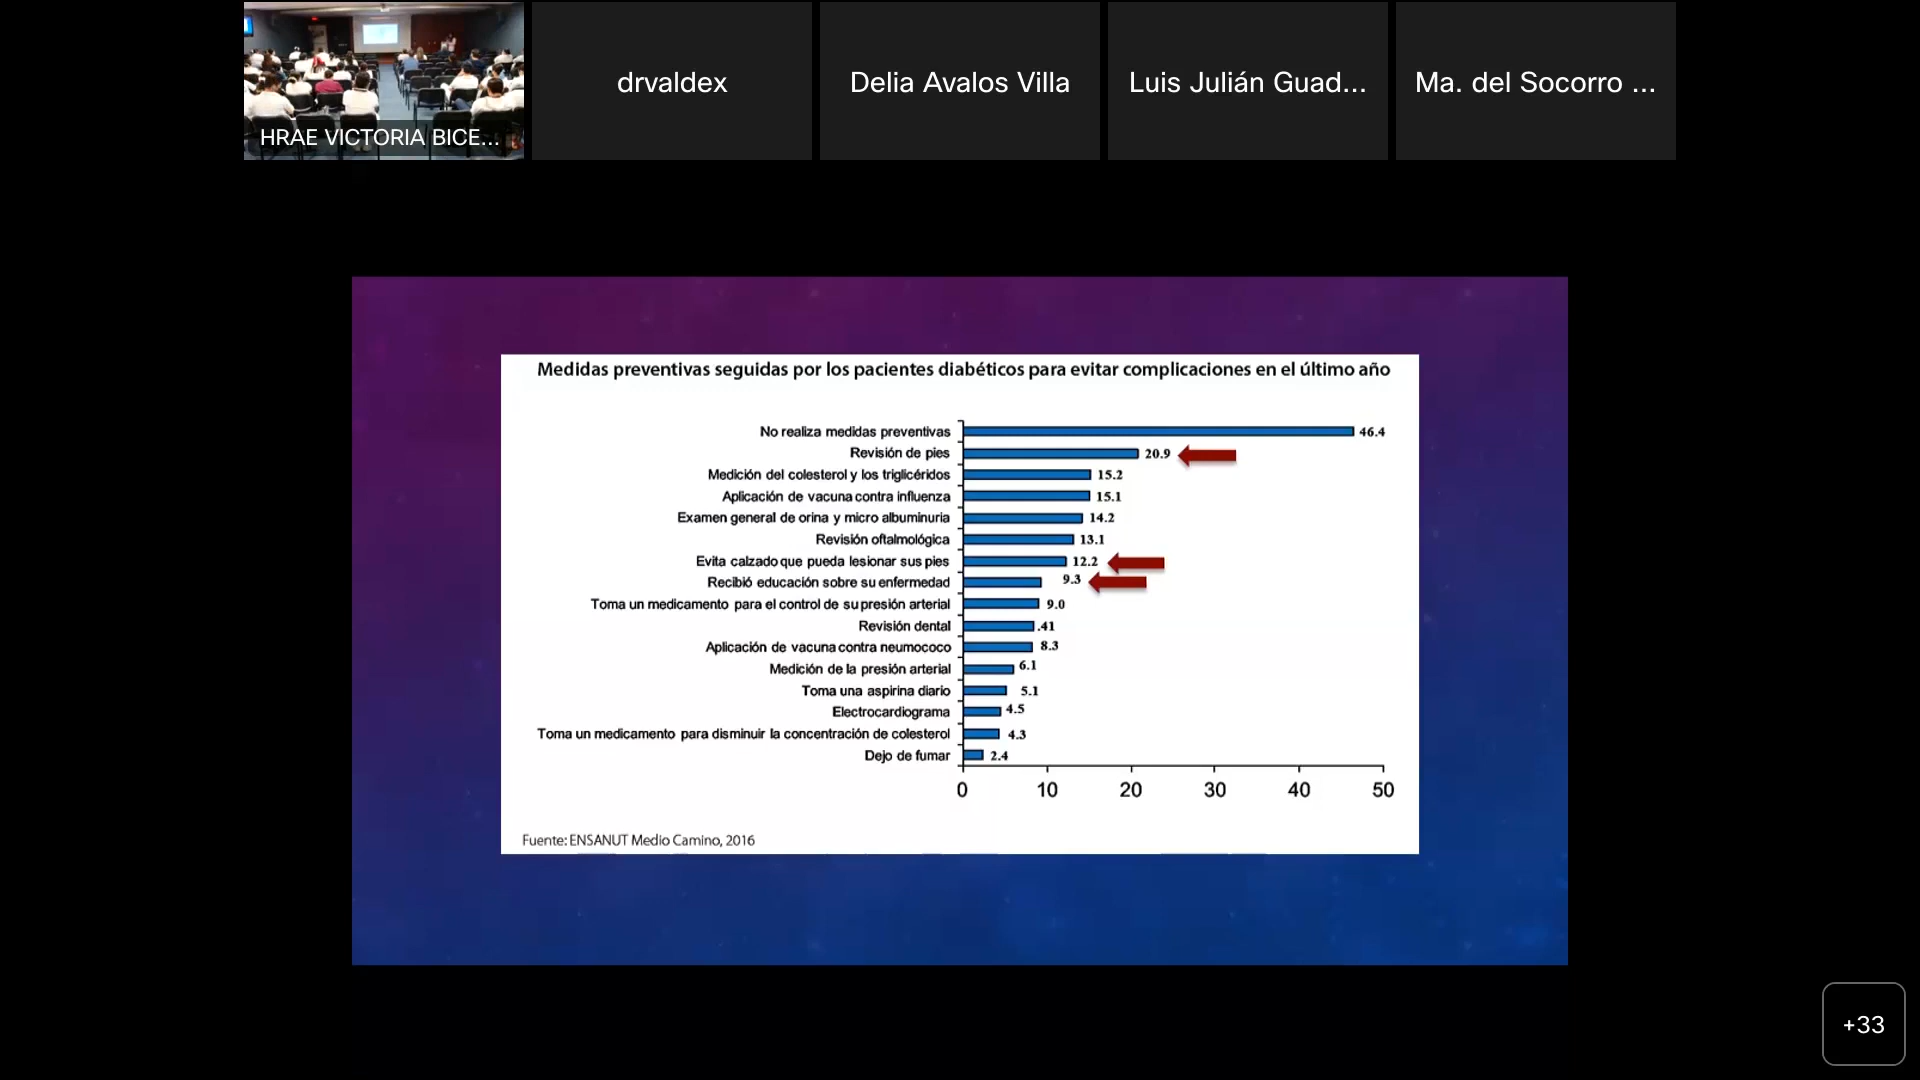 HRAE VICTORIA BICE...
drvaldex
Delia Avalos Villa
Luis Julián Guad...
Ma. del Socorro ...
Medidas preventivas seguidas por los pacientes diabéticos para evitar complicaciones en el último año
No realiza medidas preventivas 46.4
Revisión de pies 20.9
Medición del colesterol y los triglicéridos 15.2
Aplicación de vacuna contra influenza 15.1
Examen general de orina y micro albuminuria 14.2
Revisión oftalmológica 13.1
Evita calzado que pueda lesionar sus pies 12.2
Recibió educación sobre su enfermedad 9.3
Toma un medicamento para el control de su presión arterial 9.0
Revisión dental .41
Aplicación de vacuna contra neumococo 8.3
Medición de la presión arterial 6.1
Toma una aspirina diario 5.1
Electrocardiograma 4.5
Toma un medicamento para disminuir la concentración de colesterol 4.3
Dejo de fumar 2.4
0 10 20 30 40 50
Fuente: ENSANUT Medio Camino, 2016
+33